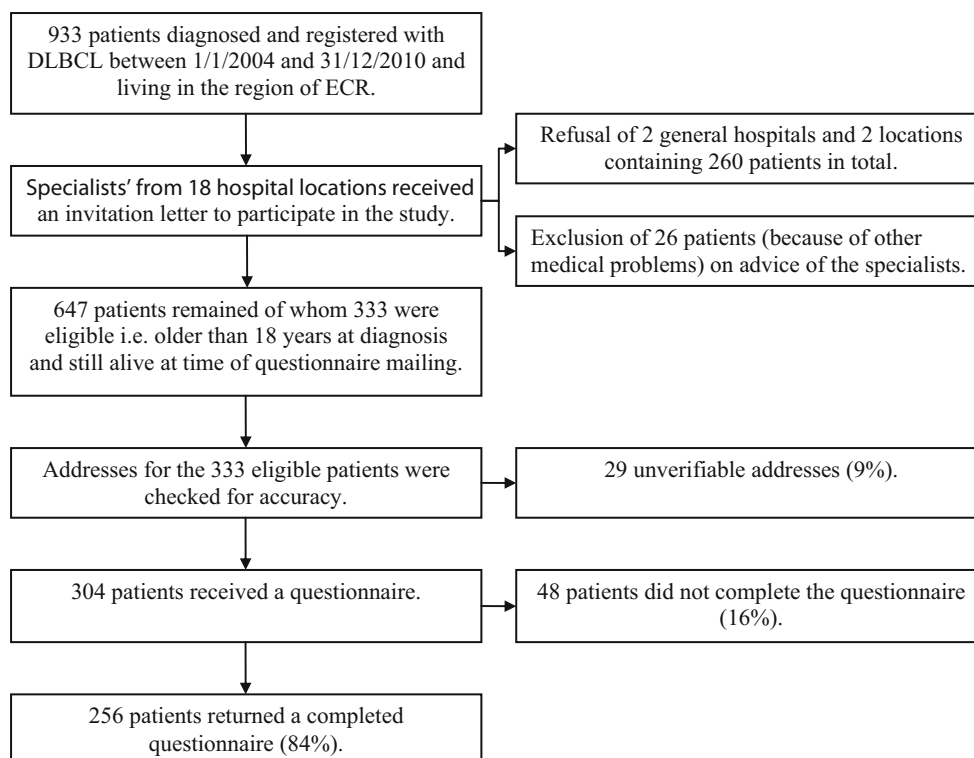 933 patients diagnosed and registered with
DLBCL between 1/1/2004 and 31/12/2010 and
living in the region of ECR.
Refusal of 2 general hospitals and 2 locations
containing 260 patients in total.
Specialists’ from 18 hospital locations received
an invitation letter to participate in the study.
Exclusion of 26 patients (because of other
medical problems) on advice of the specialists.
647 patients remained of whom 333 were
eligible i.e. older than 18 years at diagnosis
and still alive at time of questionnaire mailing.
Addresses for the 333 eligible patients were
checked for accuracy.
29 unverifiable addresses (9%).
304 patients received a questionnaire.
48 patients did not complete the questionnaire
(16%).
256 patients returned a completed
questionnaire (84%).